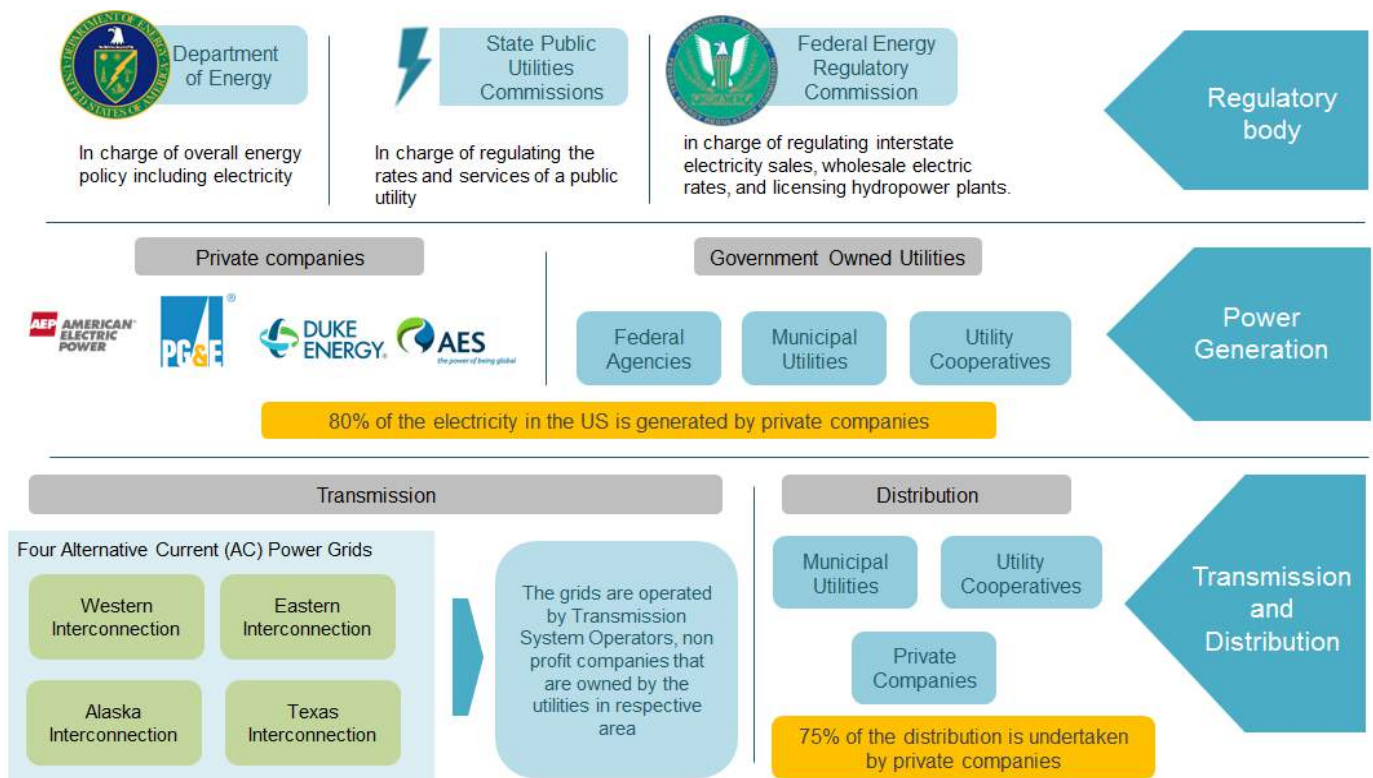 Department
of Energy
State Public
Utilities
Commissions
Federal Energy
Regulatory
Commission
Regulatory
body
In charge of overall energy
policy including electricity
In charge of regulating the
rates and services of a public
utility
in charge of regulating interstate
electricity sales, wholesale electric
rates, and licensing hydropower plants.
Private companies
Government Owned Utilities
AEP AMERICAN
ELECTRIC
POWER
PG&E®
DUKE
ENERGY®
AES
the power of being global
Federal
Agencies
Municipal
Utilities
Utility
Cooperatives
Power
Generation
80% of the electricity in the US is generated by private companies
Transmission
Distribution
Four Alternative Current (AC) Power Grids
Western
Interconnection
Eastern
Interconnection
Alaska
Interconnection
Texas
Interconnection
The grids are operated
by Transmission
System Operators, non
profit companies that
are owned by the
utilities in respective
area
Municipal
Utilities
Utility
Cooperatives
Private
Companies
75% of the distribution is undertaken
by private companies
Transmission
and
Distribution